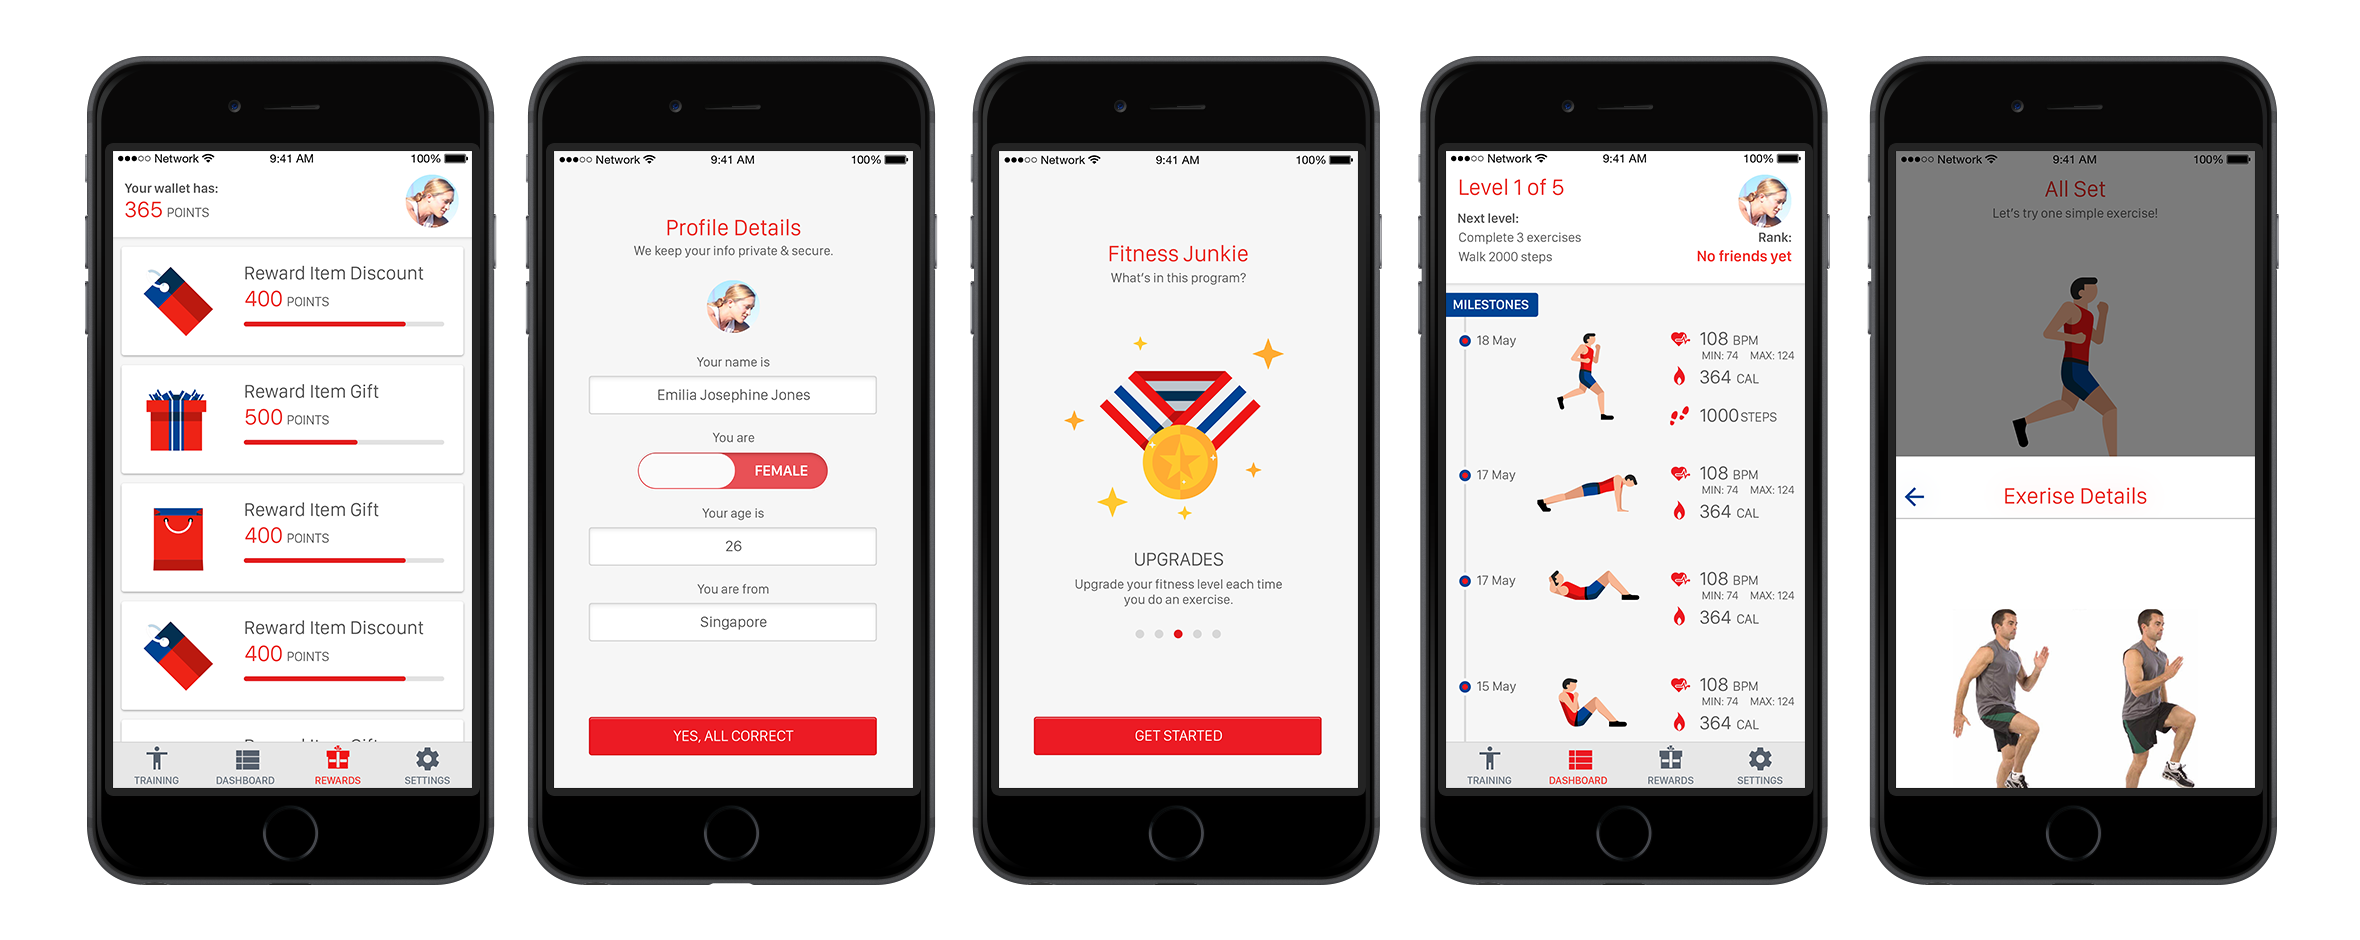 Network 9:41 AM 100%
Your wallet has:
365 POINTS
Reward Item Discount
400 POINTS
Reward Item Gift
500 POINTS
Reward Item Gift
400 POINTS
Reward Item Discount
400 POINTS
Reward Item Gift
TRAINING DASHBOARD REWARDS SETTINGS
Network 9:41 AM 100%
Profile Details
We keep your info private & secure.
Your name is
Emilia Josephine Jones
You are
FEMALE
Your age is
26
You are from
Singapore
YES, ALL CORRECT
Network 9:41 AM 100%
Fitness Junkie
What's in this program?
UPGRADES
Upgrade your fitness level each time
you do an exercise.
GET STARTED
Network 9:41 AM 100%
Level 1 of 5
Next level:
Complete 3 exercises
Walk 2000 steps
Rank:
No friends yet
MILESTONES
18 May
108 BPM
MIN: 74 MAX: 124
364 CAL
1000 STEPS
17 May
108 BPM
MIN: 74 MAX: 124
364 CAL
17 May
108 BPM
MIN: 74 MAX: 124
364 CAL
15 May
108 BPM
MIN: 74 MAX: 124
364 CAL
TRAINING DASHBOARD REWARDS SETTINGS
Network 9:41 AM 100%
All Set
Let's try one simple exercise!
Exerise Details